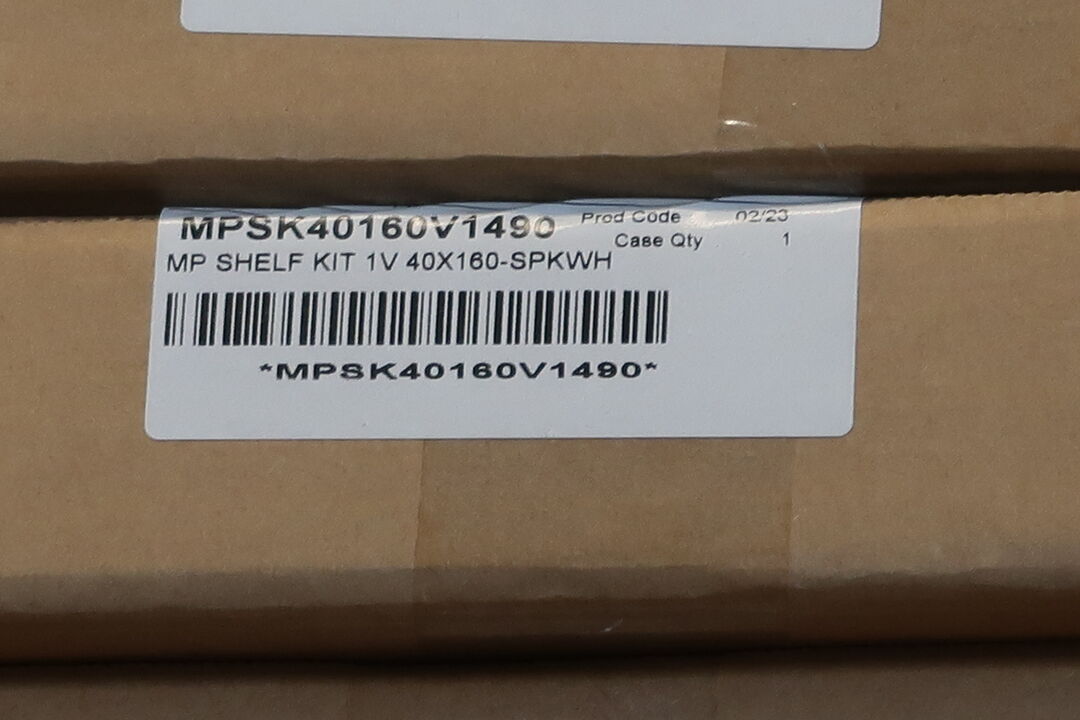 MPSK40160V1490 Prod Code 02/23
Case Qty 1
MP SHELF KIT 1V 40X160-SPKWH
*MPSK40160V1490*